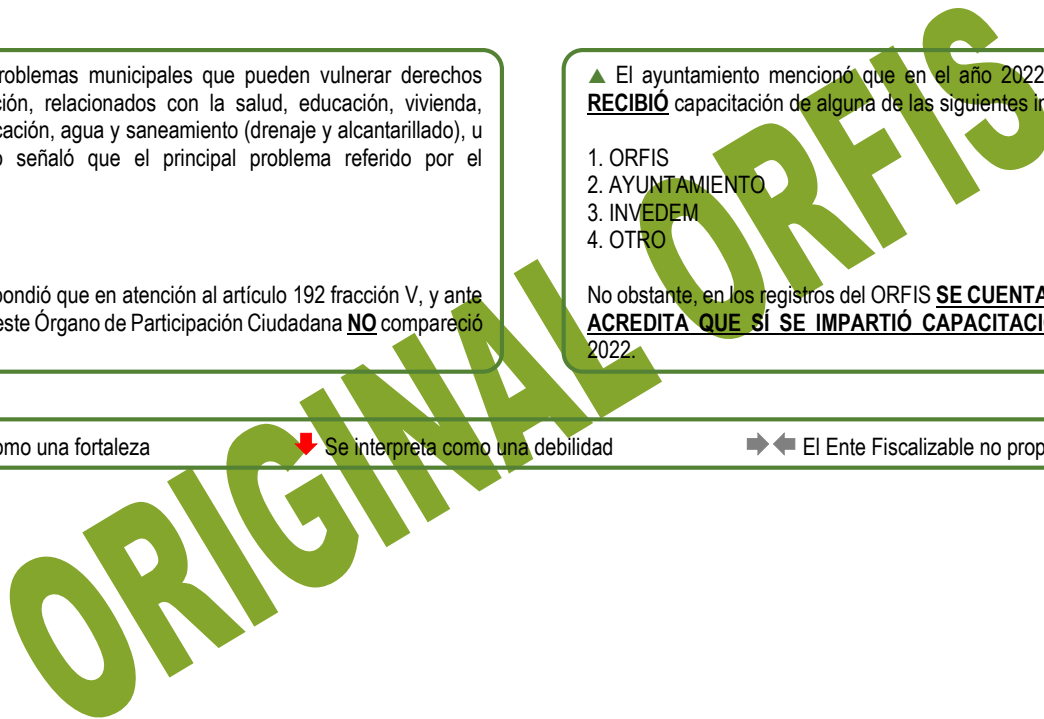 roblemas municipales que pueden vulnerar derechos
ción, relacionados con la salud, educación, vivienda,
cación, agua y saneamiento (drenaje y alcantarillado), u
o señaló que el principal problema referido por el
pondió que en atención al artículo 192 fracción V, y ante
este Órgano de Participación Ciudadana NO compareció
▲ El ayuntamiento mencionó que en el año 2022
RECIBIÓ capacitación de alguna de las siguientes in
1. ORFIS
2. AYUNTAMIENTO
3. INVEDEM
4. OTRO
No obstante, en los registros del ORFIS SE CUENTA
ACREDITA QUE SÍ SE IMPARTIÓ CAPACITACI
2022.
omo una fortaleza
Se interpreta como una debilidad
El Ente Fiscalizable no prop
ORIGINAL ORFIS